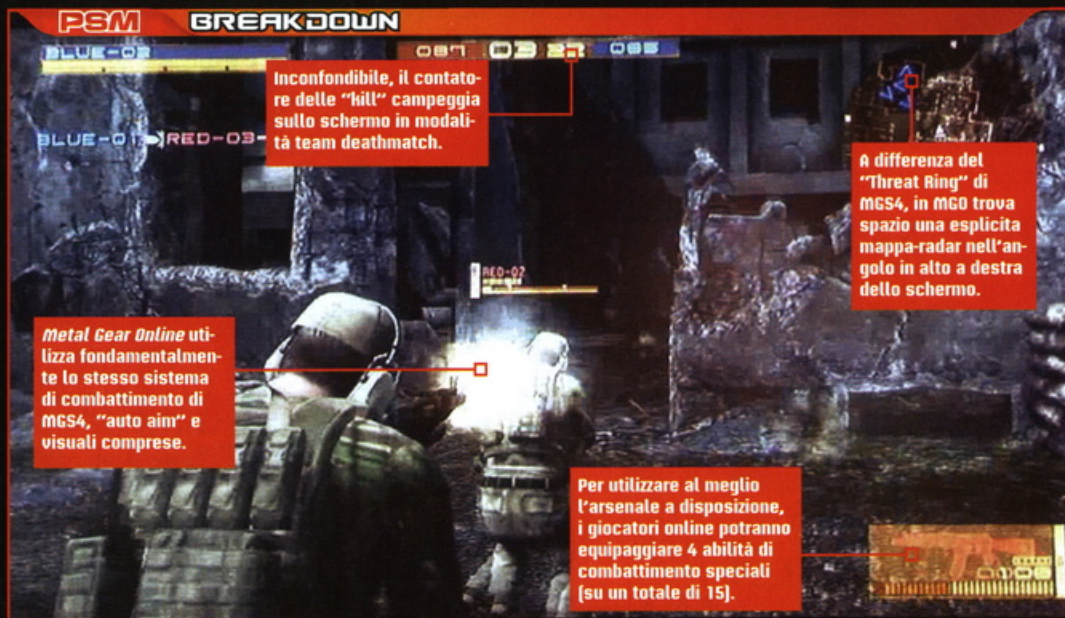 PSM BREAKDOWN
BLUE-02
087 03 22 085
BLUE-01 RED-03
Inconfondibile, il contato-
re delle "kill" campeggia
sullo schermo in modali-
tà team deathmatch.
A differenza del
"Threat Ring" di
MGS4, in MGO trova
spazio una esplicita
mappa-radar nell'an-
golo in alto a destra
dello schermo.
RED-02
Metal Gear Online uti-
lizza fondamentalmen-
te lo stesso sistema
di combattimento di
MGS4, "auto aim" e
visuali comprese.
Per utilizzare al meglio
l'arsenale a disposizione,
i giocatori online potranno
equipaggiare 4 abilità di
combattimento speciali
(su un totale di 15).